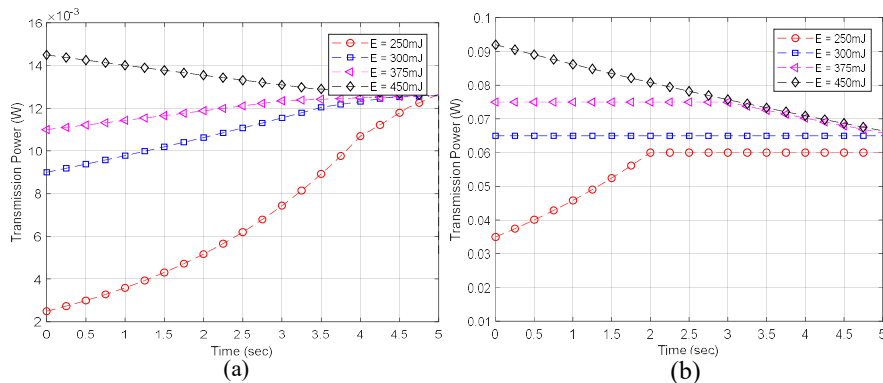 16 ×10⁻³
14
12
10
8
6
4
2
0 0.5 1 1.5 2 2.5 3 3.5 4 4.5 5
Transmission Power (W)
Time (sec)
E = 250mJ
E = 300mJ
E = 375mJ
E = 450mJ
(a)
0.1
0.09
0.08
0.07
0.06
0.05
0.04
0.03
0.02
0.01
0 0.5 1 1.5 2 2.5 3 3.5 4 4.5 5
Transmission Power (W)
Time (sec)
E = 250mJ
E = 300mJ
E = 375mJ
E = 450mJ
(b)